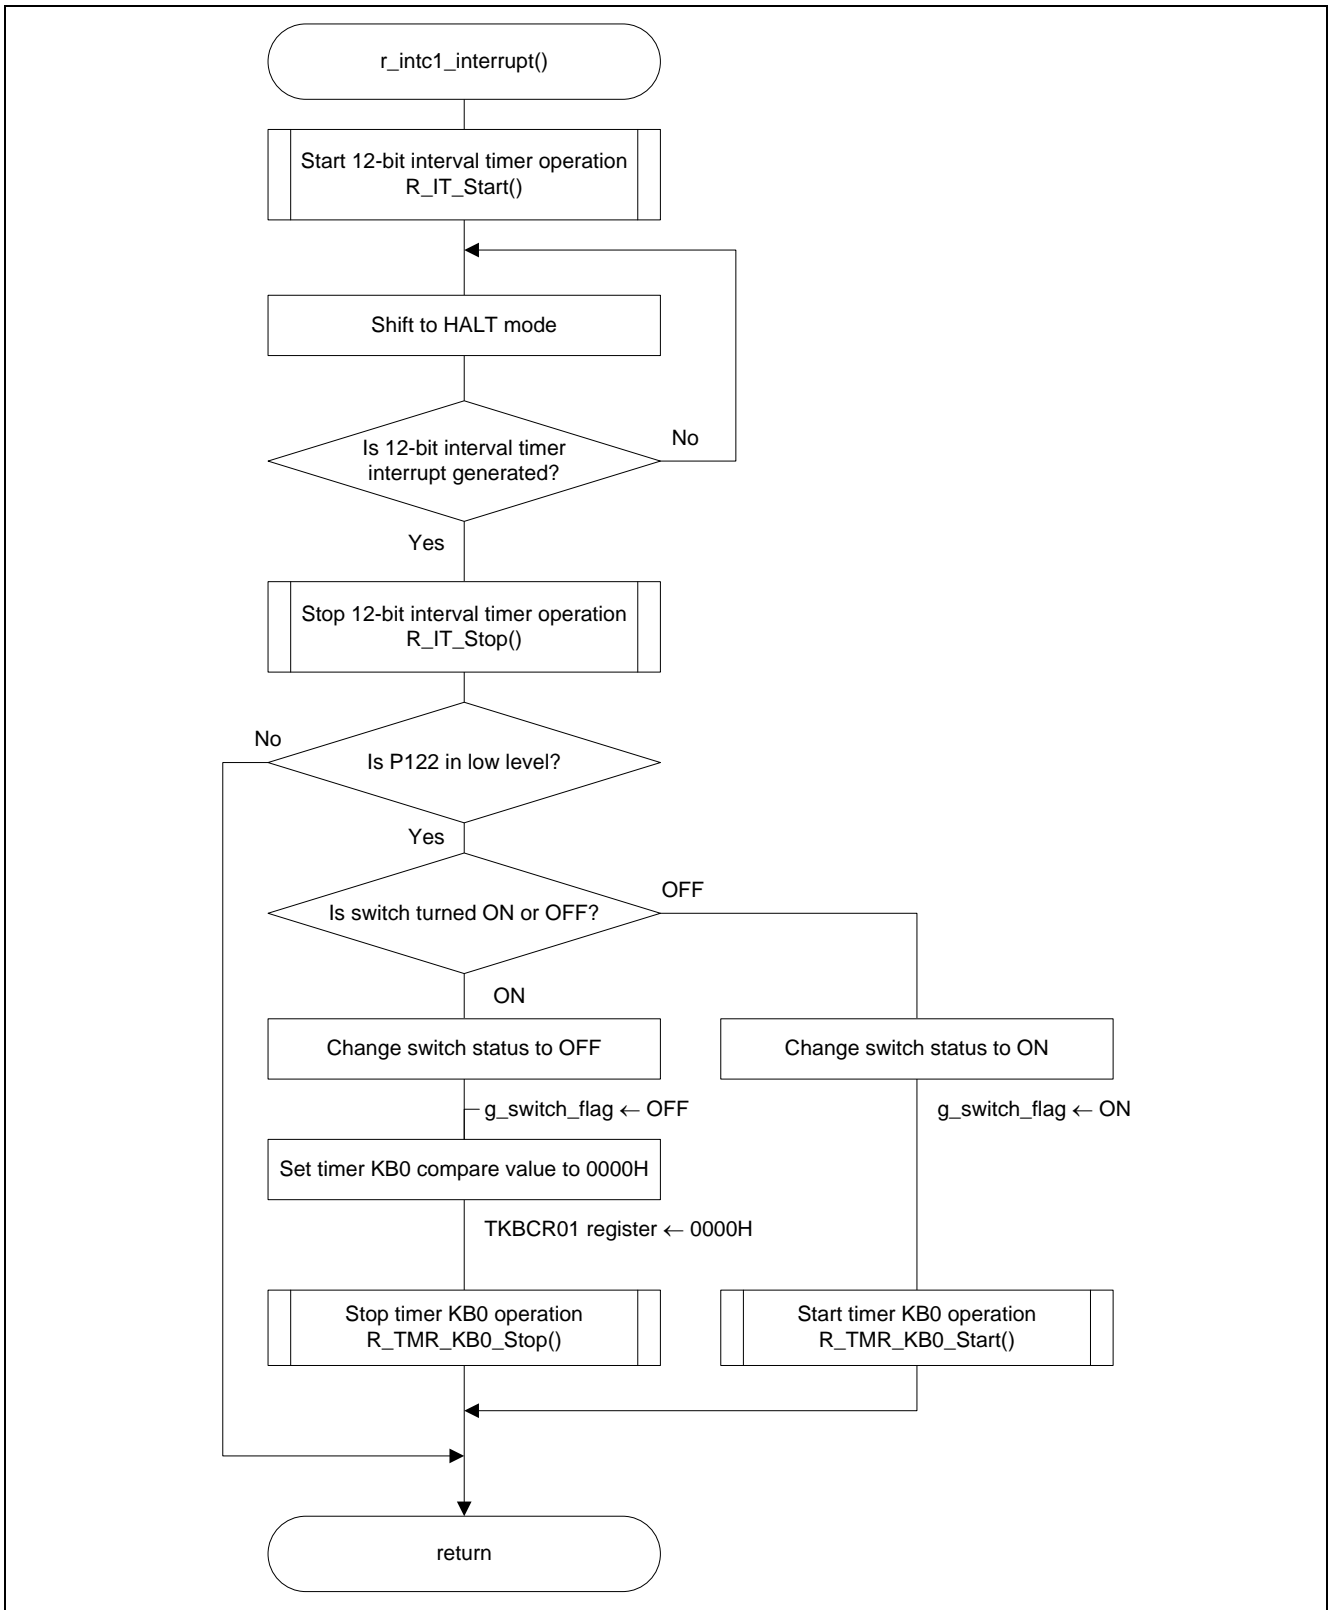 r_intc1_interrupt()
Start 12-bit interval timer operation
R_IT_Start()
Shift to HALT mode
Is 12-bit interval timer
interrupt generated?
No
Yes
Stop 12-bit interval timer operation
R_IT_Stop()
No
Is P122 in low level?
Yes
OFF
Is switch turned ON or OFF?
ON
Change switch status to OFF
Change switch status to ON
g_switch_flag ← OFF
g_switch_flag ← ON
Set timer KB0 compare value to 0000H
TKBCR01 register ← 0000H
Stop timer KB0 operation
R_TMR_KB0_Stop()
Start timer KB0 operation
R_TMR_KB0_Start()
return